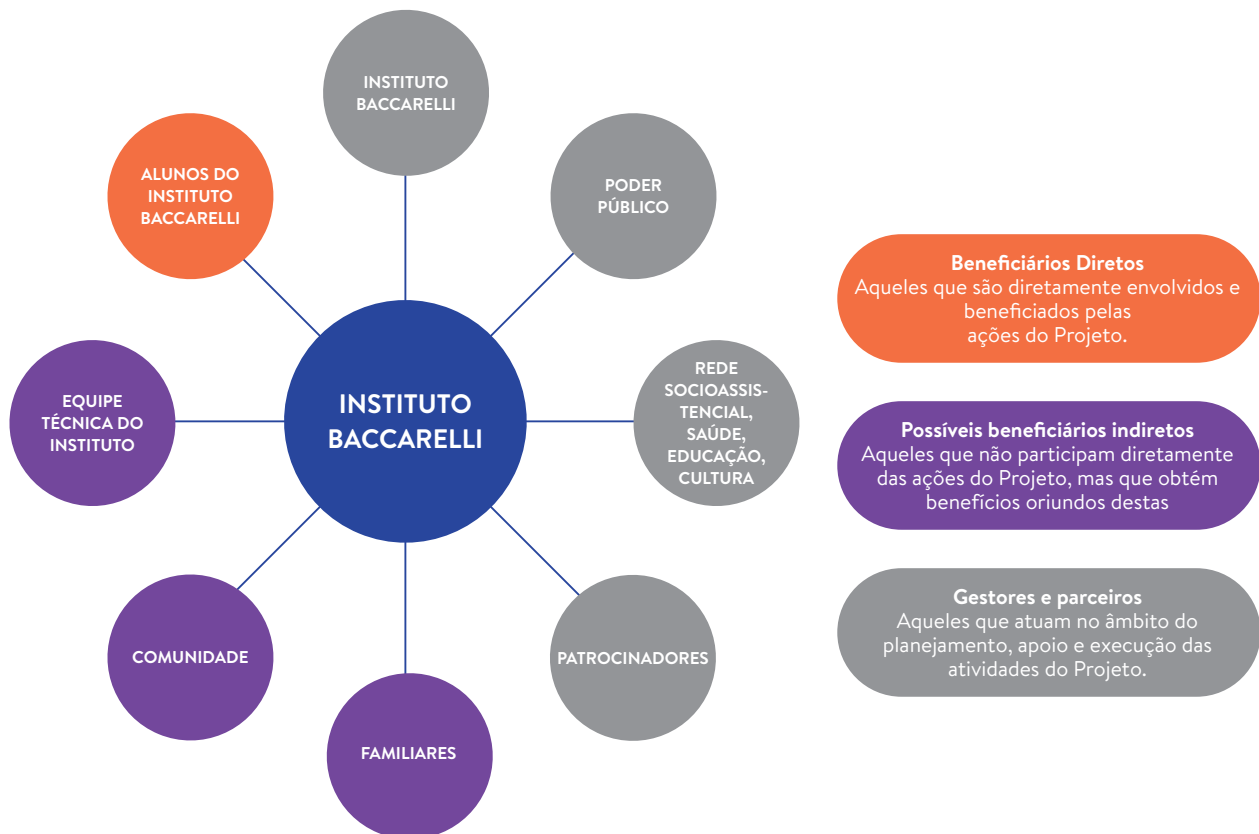 INSTITUTO
BACCARELLI
ALUNOS DO
INSTITUTO
BACCARELLI
PODER
PÚBLICO
EQUIPE
TÉCNICA DO
INSTITUTO
INSTITUTO
BACCARELLI
REDE
SOCIOASSIS-
TENCIAL,
SAÚDE,
EDUCAÇÃO,
CULTURA
COMUNIDADE
PATROCINADORES
FAMILIARES
Beneficiários Diretos
Aqueles que são diretamente envolvidos e
beneficiados pelas
ações do Projeto.
Possíveis beneficiários indiretos
Aqueles que não participam diretamente
das ações do Projeto, mas que obtém
benefícios oriundos destas
Gestores e parceiros
Aqueles que atuam no âmbito do
planejamento, apoio e execução das
atividades do Projeto.